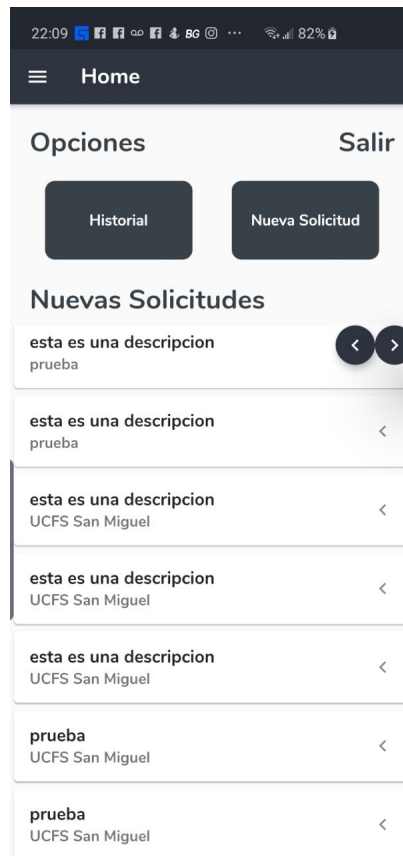 22:09 BG ... 82%
Home
Opciones Salir
Historial Nueva Solicitud
Nuevas Solicitudes
esta es una descripcion
prueba
esta es una descripcion
prueba
esta es una descripcion
UCFS San Miguel
esta es una descripcion
UCFS San Miguel
esta es una descripcion
UCFS San Miguel
prueba
UCFS San Miguel
prueba
UCFS San Miguel